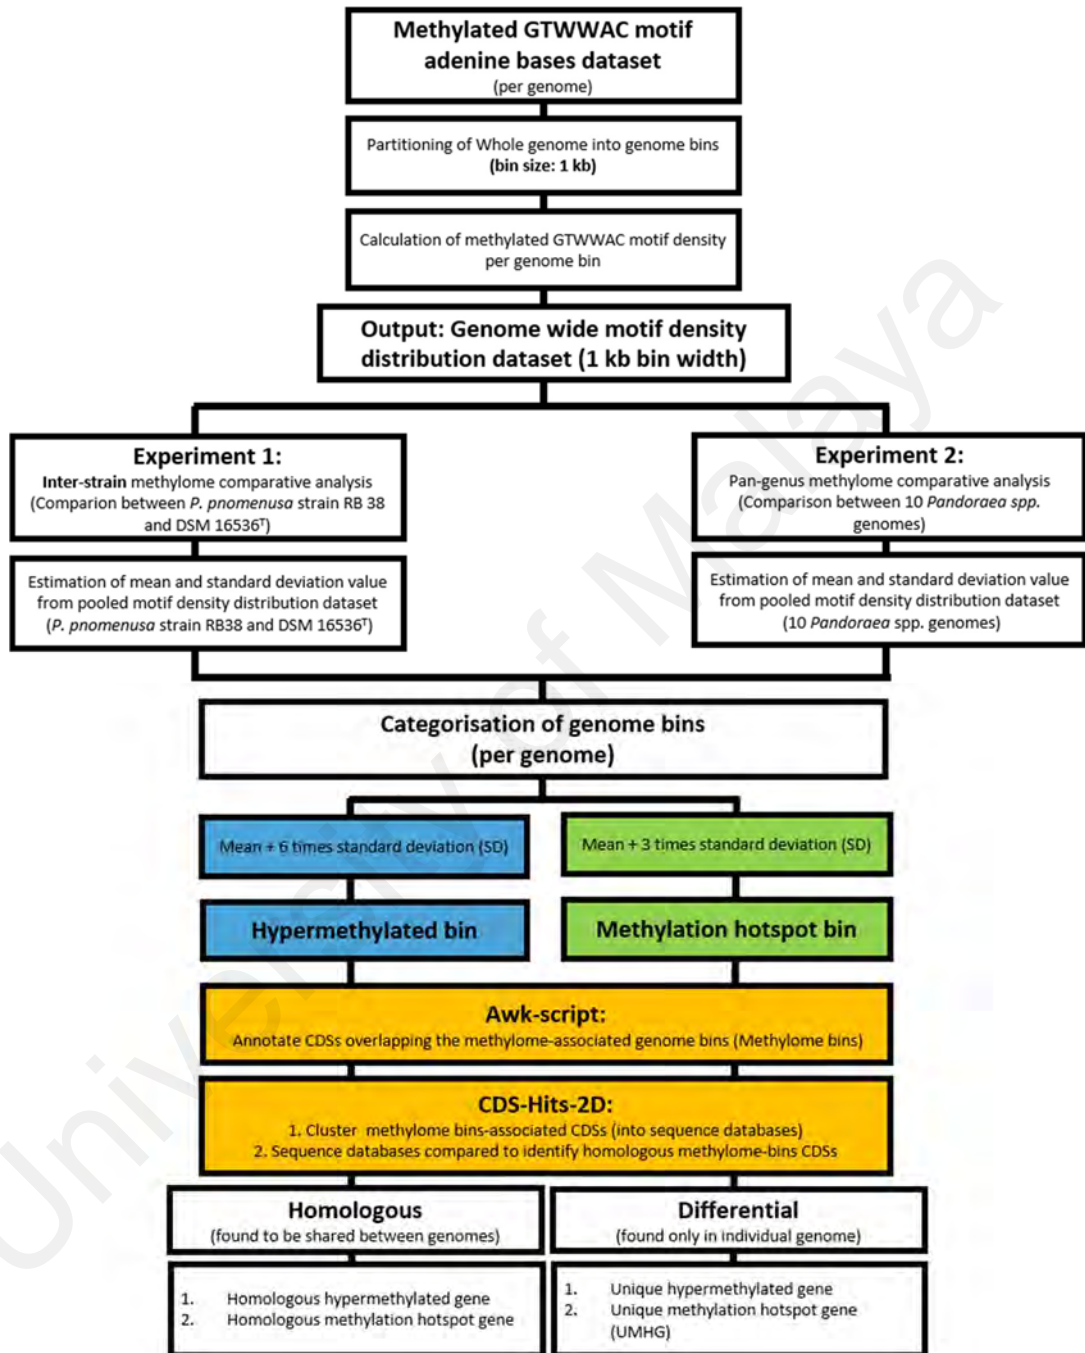 Methylated GTWWAC motif
adenine bases dataset
(per genome)
Partitioning of Whole genome into genome bins
(bin size: 1 kb)
Calculation of methylated GTWWAC motif density
per genome bin
Output: Genome wide motif density
distribution dataset (1 kb bin width)
Experiment 1:
Inter-strain methylome comparative analysis
(Comparion between P. pnomenusa strain RB 38
and DSM 16536ᵀ)
Estimation of mean and standard deviation value
from pooled motif density distribution dataset
(P. pnomenusa strain RB38 and DSM 16536ᵀ)
Experiment 2:
Pan-genus methylome comparative analysis
(Comparison between 10 Pandoraea spp.
genomes)
Estimation of mean and standard deviation value
from pooled motif density distribution dataset
(10 Pandoraea spp. genomes)
Categorisation of genome bins
(per genome)
Mean + 6 times standard deviation (SD)
Hypermethylated bin
Mean + 3 times standard deviation (SD)
Methylation hotspot bin
Awk-script:
Annotate CDSs overlapping the methylome-associated genome bins (Methylome bins)
CDS-Hits-2D:
1. Cluster methylome bins-associated CDSs (into sequence databases)
2. Sequence databases compared to identify homologous methylome-bins CDSs
Homologous
(found to be shared between genomes)
1. Homologous hypermethylated gene
2. Homologous methylation hotspot gene
Differential
(found only in individual genome)
1. Unique hypermethylated gene
2. Unique methylation hotspot gene
(UMHG)
University of Malaya